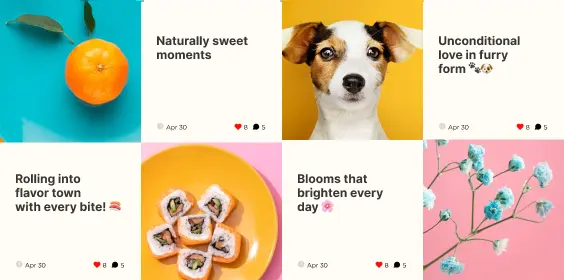 Naturally sweet
moments
Apr 30
8
5
Unconditional
love in furry
form 🐾🐶
Apr 30
8
5
Rolling into
flavor town
with every bite! 🍣
Apr 30
8
5
Blooms that
brighten every
day 🌸
Apr 30
8
5